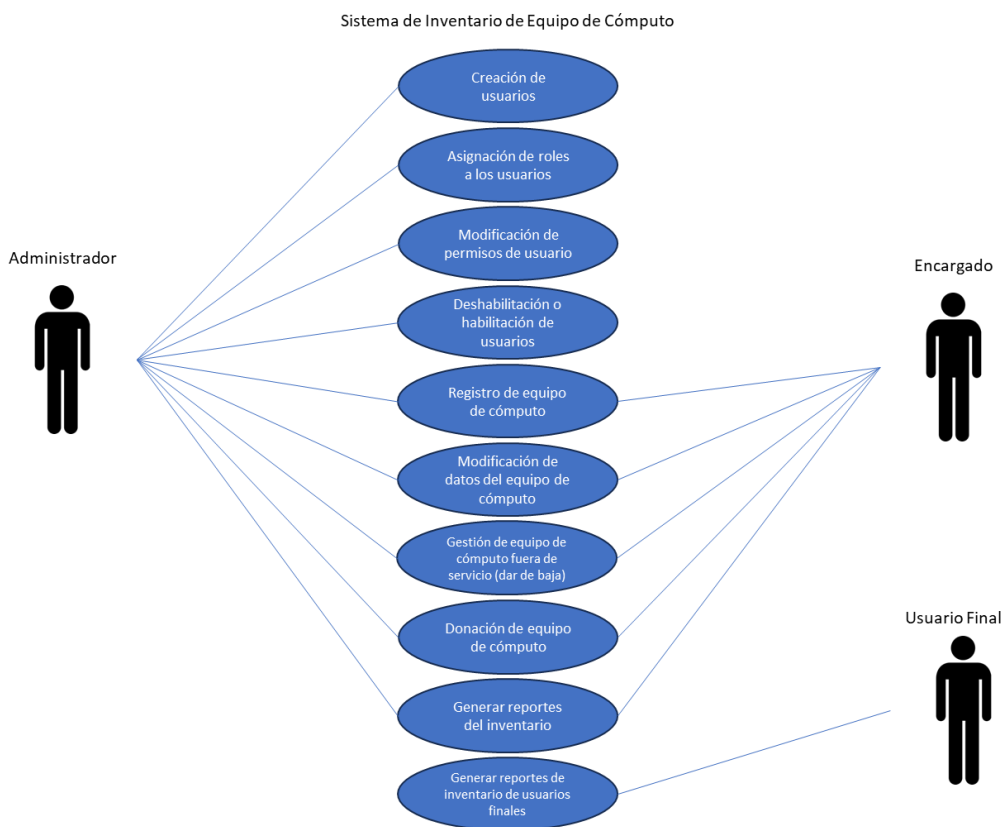 Sistema de Inventario de Equipo de Cómputo
Creación de
usuarios
Asignación de roles
a los usuarios
Modificación de
permisos de usuario
Administrador
Encargado
Deshabilitación o
habilitación de
usuarios
Registro de equipo
de cómputo
Modificación de
datos del equipo de
cómputo
Gestión de equipo de
cómputo fuera de
servicio (dar de baja)
Donación de equipo
de cómputo
Usuario Final
Generar reportes
del inventario
Generar reportes de
inventario de usuarios
finales